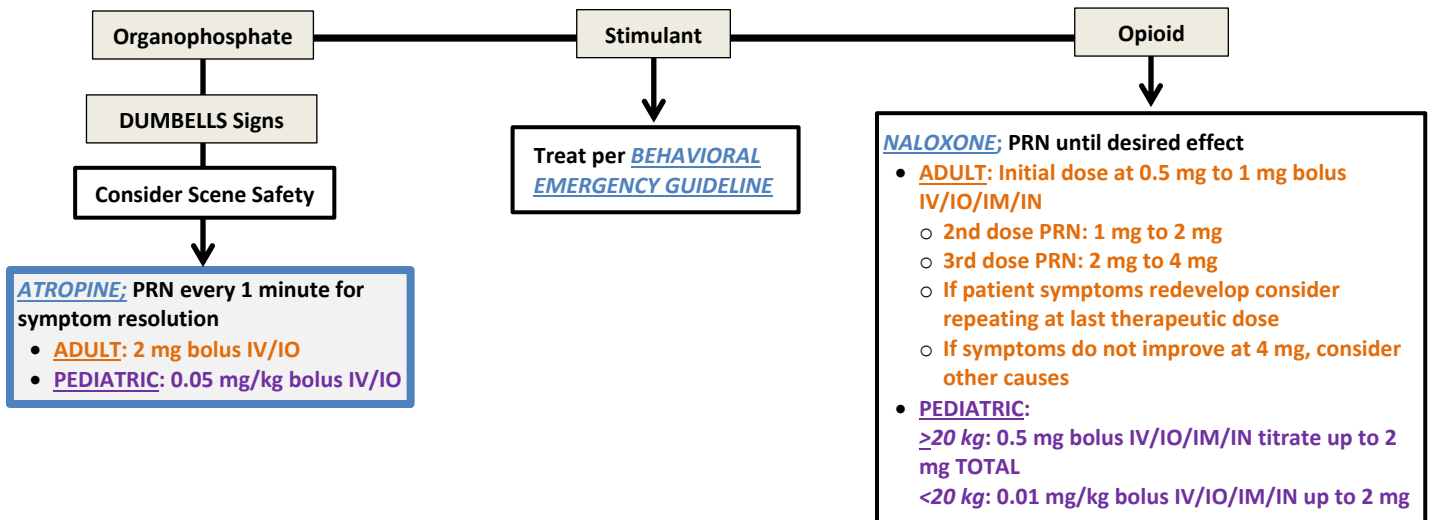 Organophosphate
Stimulant
Opioid
DUMBELLS Signs
Consider Scene Safety
ATROPINE; PRN every 1 minute for
symptom resolution
• ADULT: 2 mg bolus IV/IO
• PEDIATRIC: 0.05 mg/kg bolus IV/IO
Treat per BEHAVIORAL
EMERGENCY GUIDELINE
NALOXONE; PRN until desired effect
• ADULT: Initial dose at 0.5 mg to 1 mg bolus
IV/IO/IM/IN
o 2nd dose PRN: 1 mg to 2 mg
o 3rd dose PRN: 2 mg to 4 mg
o If patient symptoms redevelop consider
repeating at last therapeutic dose
o If symptoms do not improve at 4 mg, consider
other causes
• PEDIATRIC:
>20 kg: 0.5 mg bolus IV/IO/IM/IN titrate up to 2
mg TOTAL
<20 kg: 0.01 mg/kg bolus IV/IO/IM/IN up to 2 mg